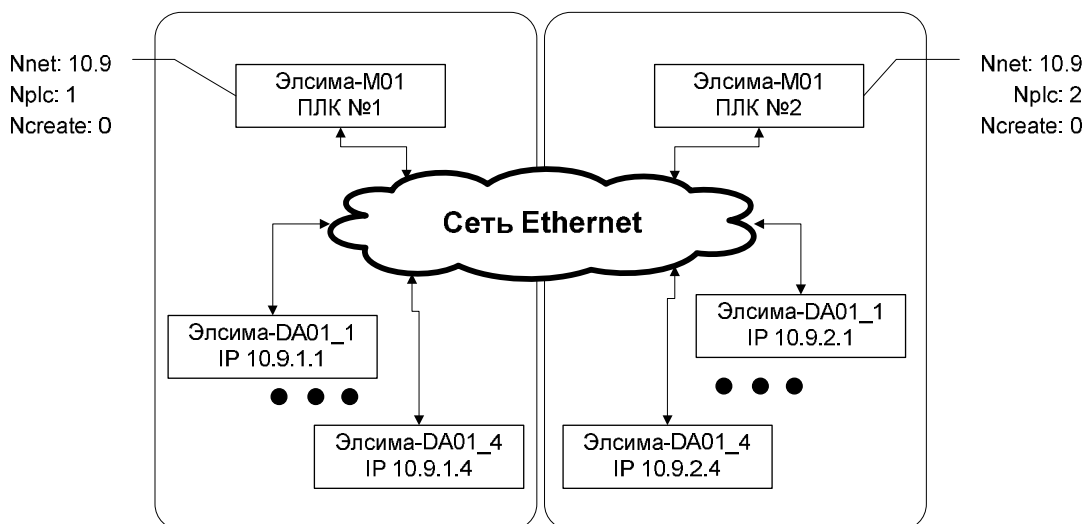 Nnet: 10.9
Nplc: 1
Ncreate: 0
Элсима-М01
ПЛК №1
Элсима-М01
ПЛК №2
Nnet: 10.9
Nplc: 2
Ncreate: 0
Сеть Ethernet
Элсима-DA01_1
IP 10.9.1.1
Элсима-DA01_1
IP 10.9.2.1
Элсима-DA01_4
IP 10.9.1.4
Элсима-DA01_4
IP 10.9.2.4